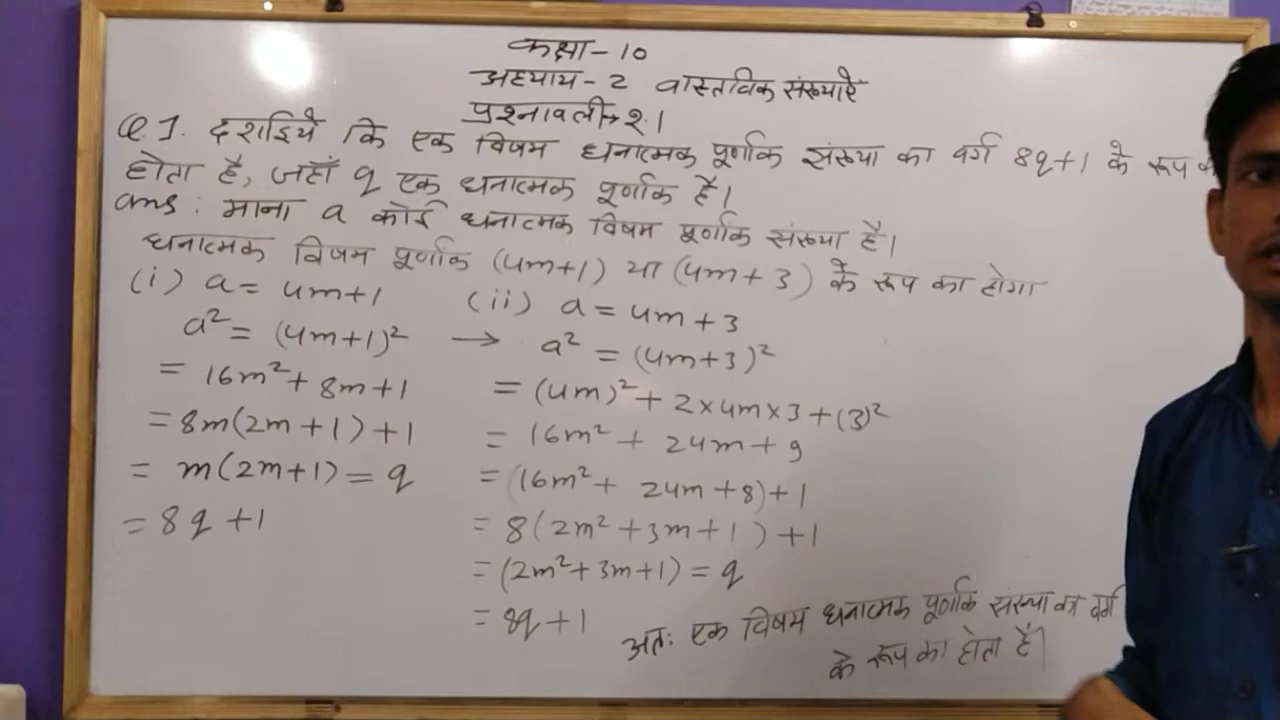 कक्षा - 10
अध्याय - 2 वास्तविक संख्याएँ
प्रश्नावली → 2.1
Q.1. दर्शाइये कि एक विषम धनात्मक पूर्णांक संख्या का वर्ग 8q+1 के रूप
होता है, जहाँ q एक धनात्मक पूर्णांक है।
ans : माना a कोई धनात्मक विषम पूर्णांक संख्या है।
धनात्मक विषम पूर्णांक (4m+1) या (4m+3) के रूप का होगा
(i) a = 4m+1
a² = (4m+1)² →
= 16m² + 8m+1
= 8m(2m+1)+1
= m(2m+1) = q
= 8q+1
(ii) a = 4m+3
a² = (4m+3)²
= (4m)² + 2×4m×3+(3)²
= 16m² + 24m+9
= (16m² + 24m+8)+1
= 8(2m²+3m+1)+1
= (2m²+3m+1) = q
= 8q+1
अतः एक विषम धनात्मक पूर्णांक संख्या का वर्ग
के रूप का होता है।